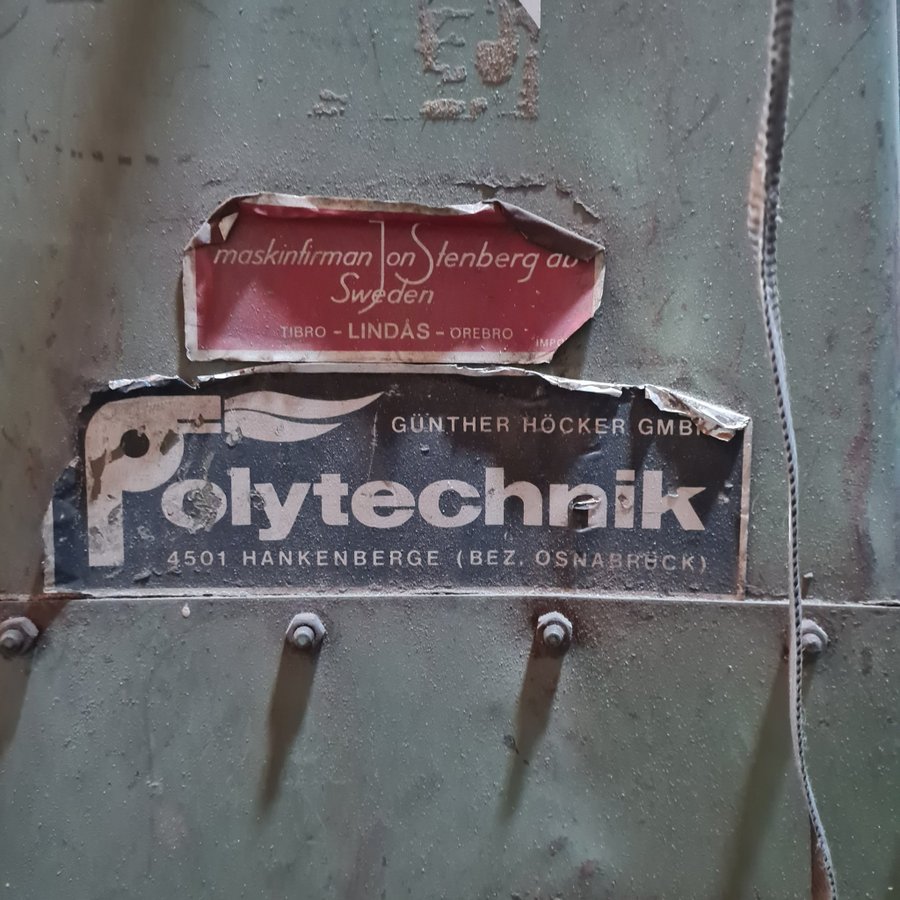 maskinfirman Jon Stenberg ab
Sweden
TIBRO - LINDÅS - ÖREBRO
GÜNTHER HÖCKER GMBH
Polytechnik
4501 HANKENBERGE (BEZ. OSNABRÜCK)